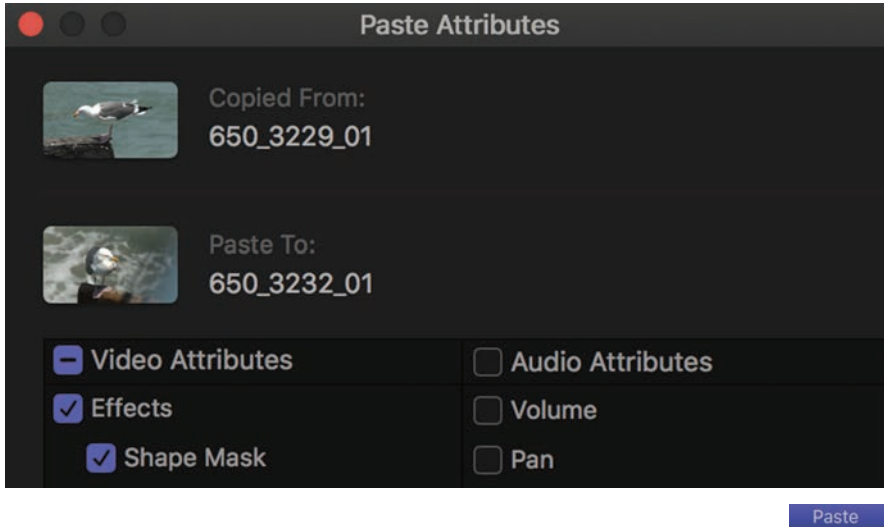 Paste Attributes
Copied From:
650_3229_01
Paste To:
650_3232_01
Video Attributes
Audio Attributes
Effects
Volume
Shape Mask
Pan
Paste